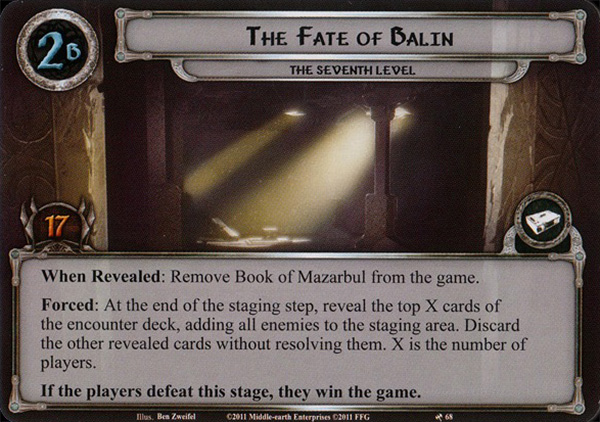 2B
THE FATE OF BALIN
THE SEVENTH LEVEL
17
When Revealed: Remove Book of Mazarbul from the game.
Forced: At the end of the staging step, reveal the top X cards of
the encounter deck, adding all enemies to the staging area. Discard
the other revealed cards without resolving them. X is the number of
players.
If the players defeat this stage, they win the game.
Illus. Ben Zweifel ©2011 Middle-earth Enterprises ©2011 FFG 68